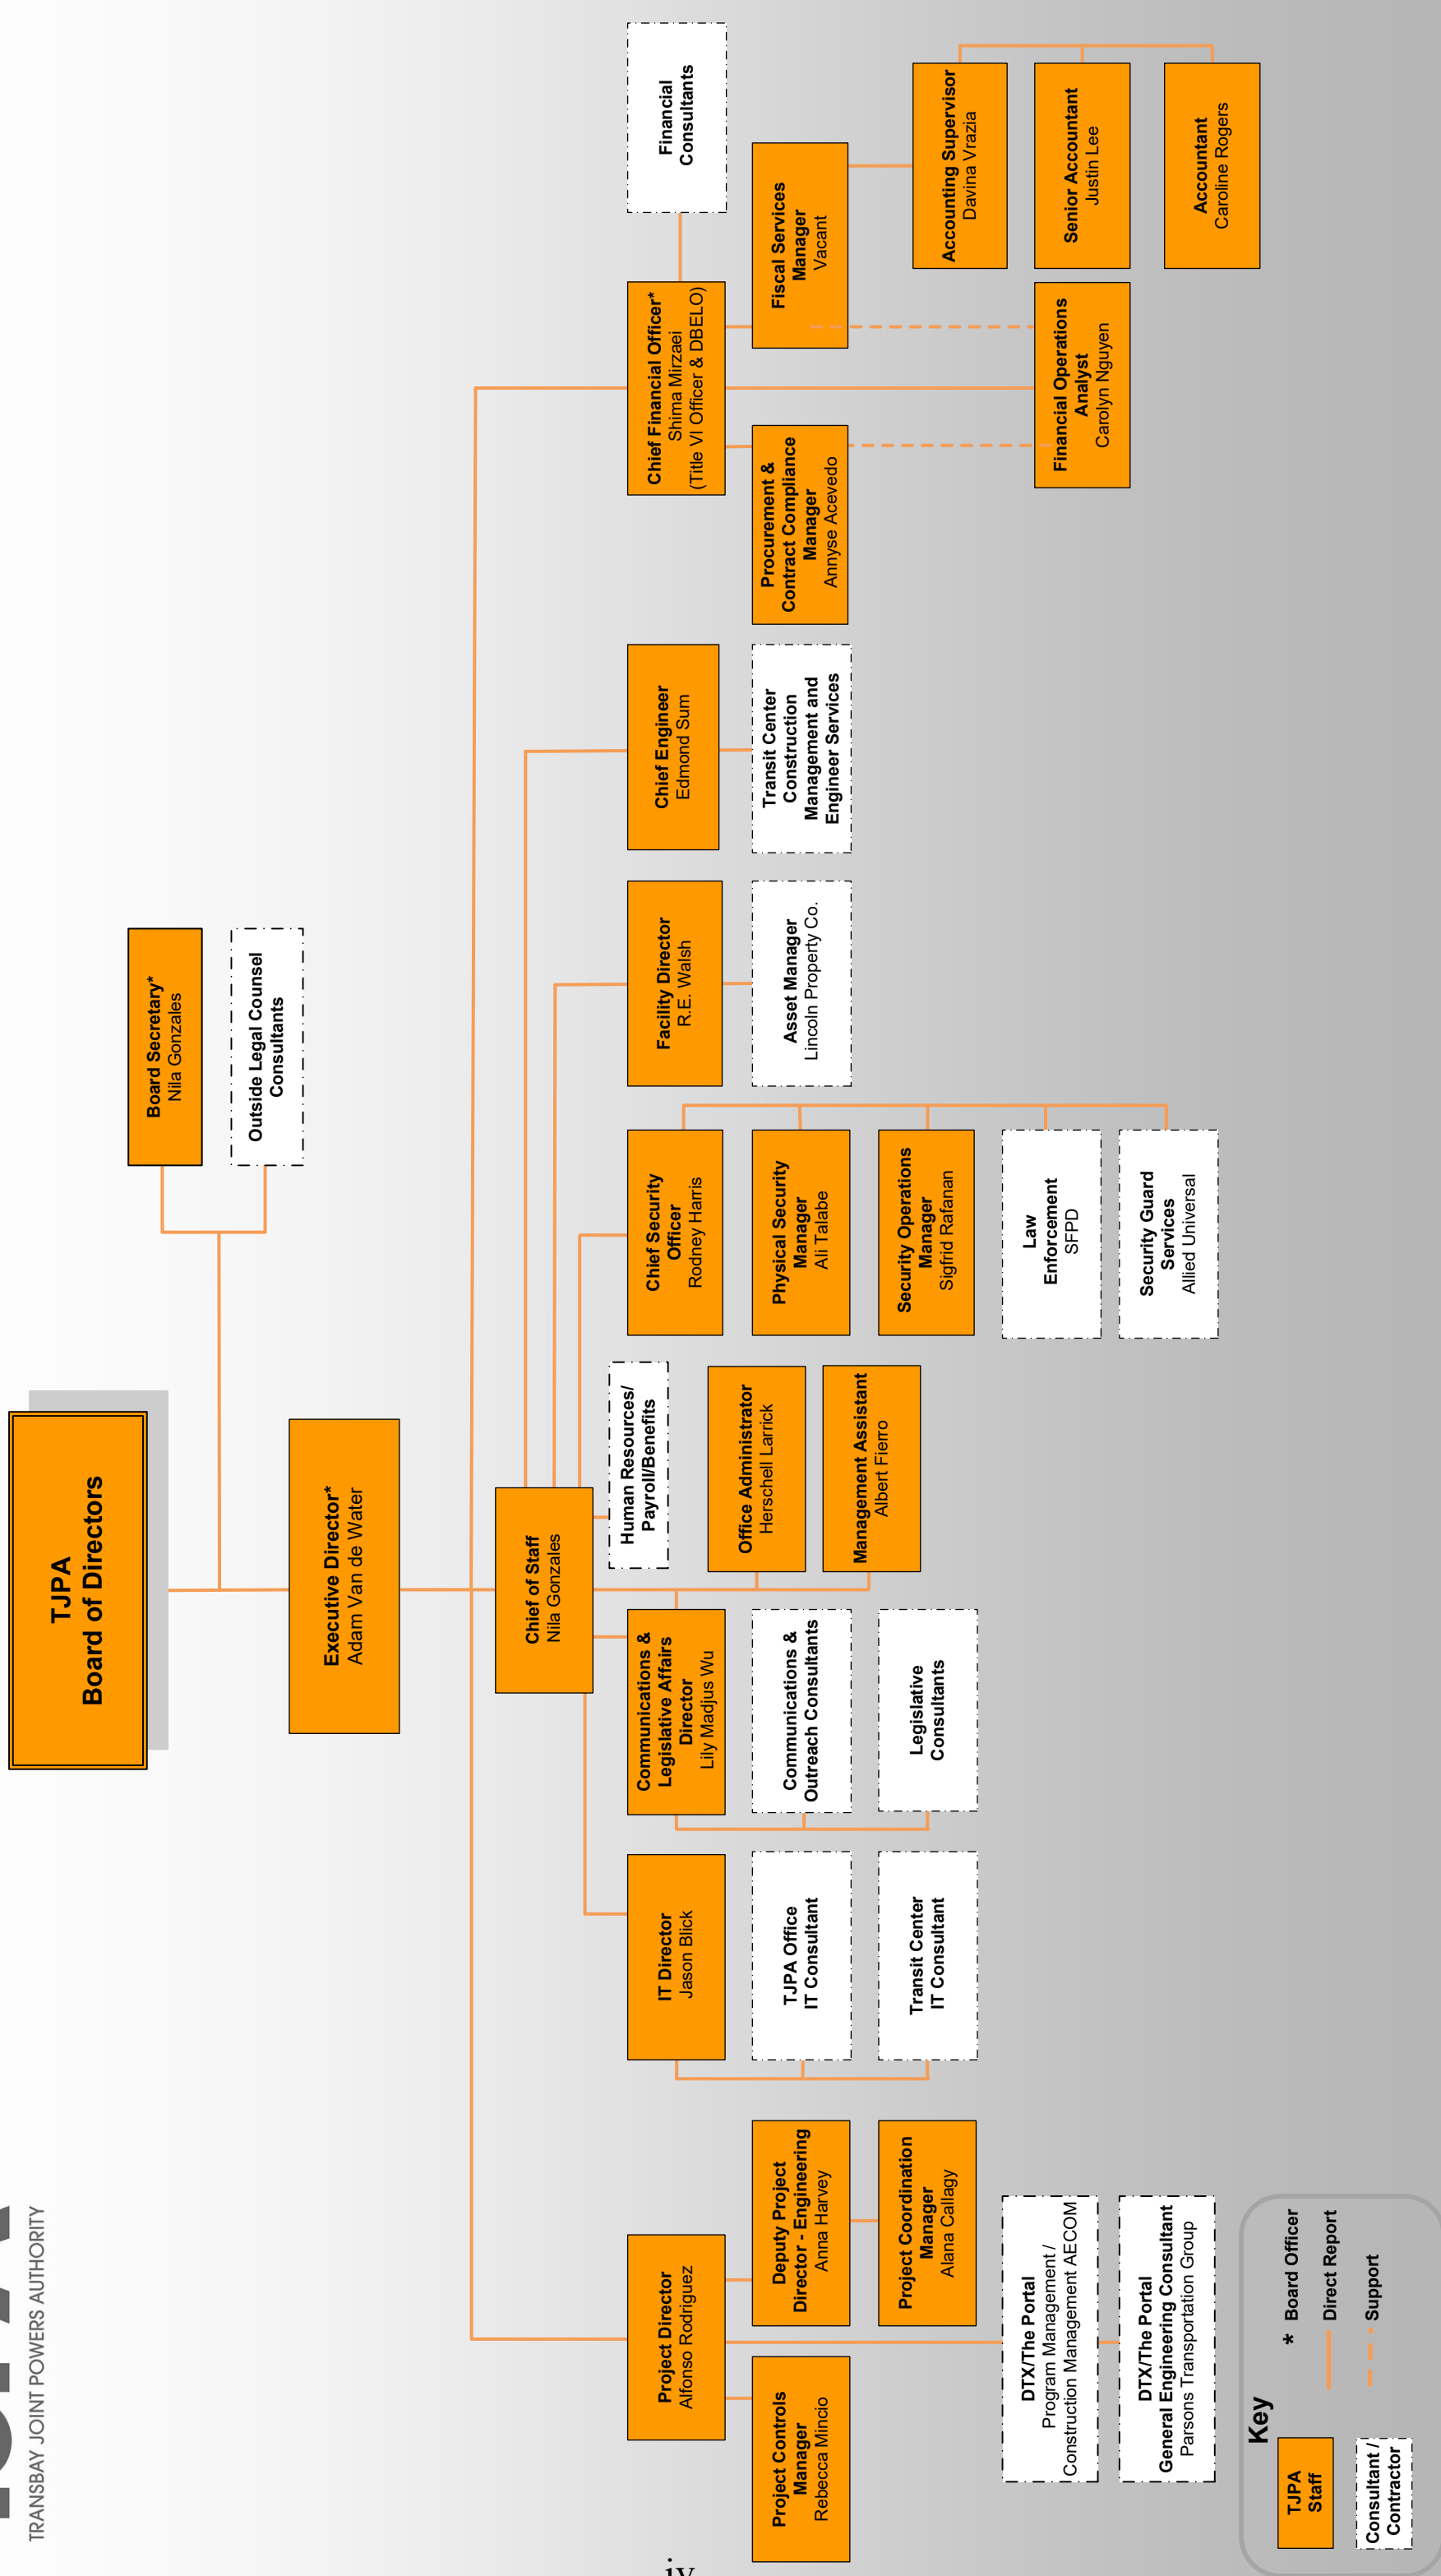 TRANSBAY JOINT POWERS AUTHORITY
TJPA
Board of Directors
Board Secretary*
Nila Gonzales
Outside Legal Counsel
Consultants
Executive Director*
Adam Van de Water
Chief of Staff
Nila Gonzales
Human Resources/
Payroll/Benefits
Office Administrator
Herschell Larrick
Management Assistant
Albert Fierro
Project Director
Alfonso Rodriguez
Project Controls
Manager
Rebecca Mincio
Deputy Project
Director - Engineering
Anna Harvey
Project Coordination
Manager
Alana Callagy
DTX/The Portal
Program Management /
Construction Management AECOM
DTX/The Portal
General Engineering Consultant
Parsons Transportation Group
IT Director
Jason Blick
TJPA Office
IT Consultant
Transit Center
IT Consultant
Communications &
Legislative Affairs
Director
Lily Madjus Wu
Communications &
Outreach Consultants
Legislative
Consultants
Chief Security
Officer
Rodney Harris
Physical Security
Manager
Ali Talabe
Security Operations
Manager
Sigfrid Rafanan
Law
Enforcement
SFPD
Security Guard
Services
Allied Universal
Facility Director
R.E. Walsh
Asset Manager
Lincoln Property Co.
Chief Engineer
Edmond Sum
Transit Center
Construction
Management and
Engineer Services
Chief Financial Officer*
Shima Mirzaei
(Title VI Officer & DBELO)
Financial
Consultants
Procurement &
Contract Compliance
Manager
Annyse Acevedo
Fiscal Services
Manager
Vacant
Accounting Supervisor
Davina Vrazia
Senior Accountant
Justin Lee
Accountant
Caroline Rogers
Financial Operations
Analyst
Carolyn Nguyen
Key
TJPA
Staff
Consultant /
Contractor
* Board Officer
Direct Report
Support
iv